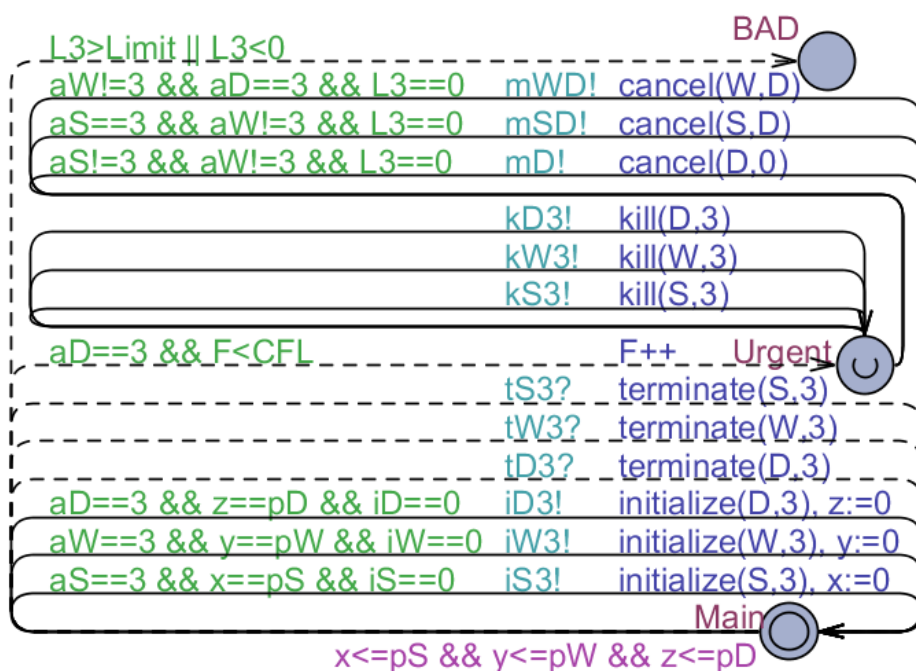 BAD
L3>Limit || L3<0
aW!=3 && aD==3 && L3==0 mWD! cancel(W,D)
aS==3 && aW!=3 && L3==0 mSD! cancel(S,D)
aS!=3 && aW!=3 && L3==0 mD! cancel(D,0)
kD3! kill(D,3)
kW3! kill(W,3)
kS3! kill(S,3)
aD==3 && F<CFL F++ Urgent
tS3? terminate(S,3)
tW3? terminate(W,3)
tD3? terminate(D,3)
aD==3 && z==pD && iD==0 iD3! initialize(D,3), z:=0
aW==3 && y==pW && iW==0 iW3! initialize(W,3), y:=0
aS==3 && x==pS && iS==0 iS3! initialize(S,3), x:=0
Main
x<=pS && y<=pW && z<=pD